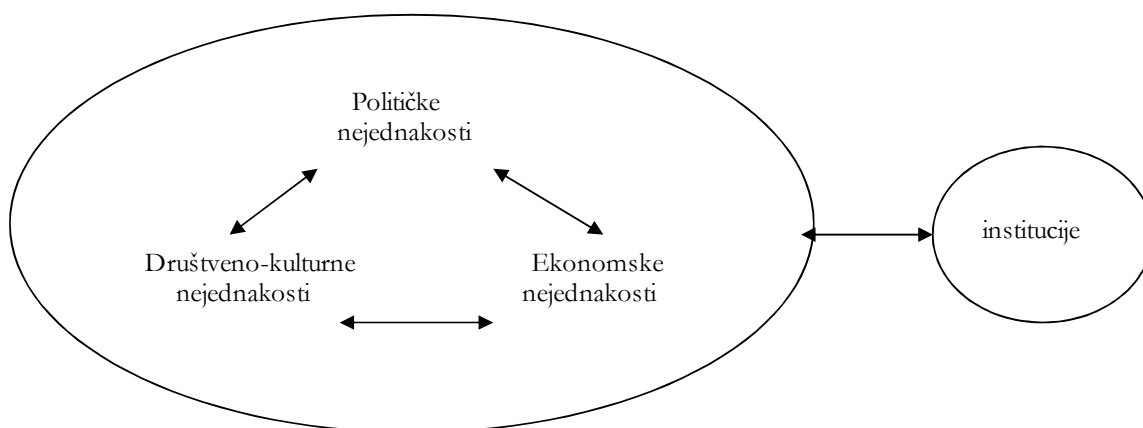 Političke
nejednakosti
Društveno-kulturne
nejednakosti
Ekonomske
nejednakosti
institucije